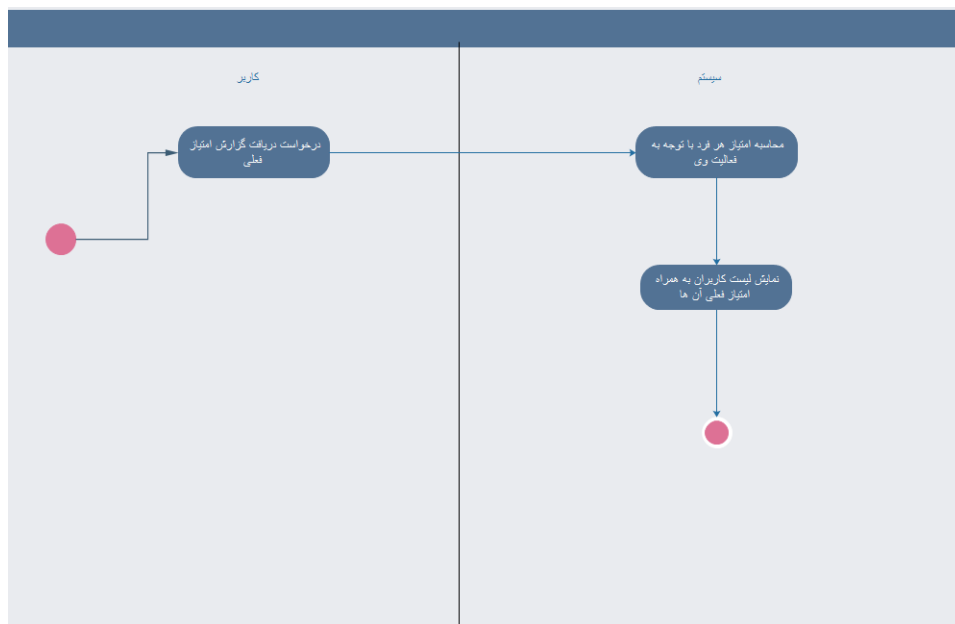 کاربر
سیستم
درخواست دریافت گزارش امتیاز
فعلی
محاسبه امتیاز هر فرد با توجه به
فعالیت وی
نمایش لیست کاربران به همراه
امتیاز فعلی آن ها